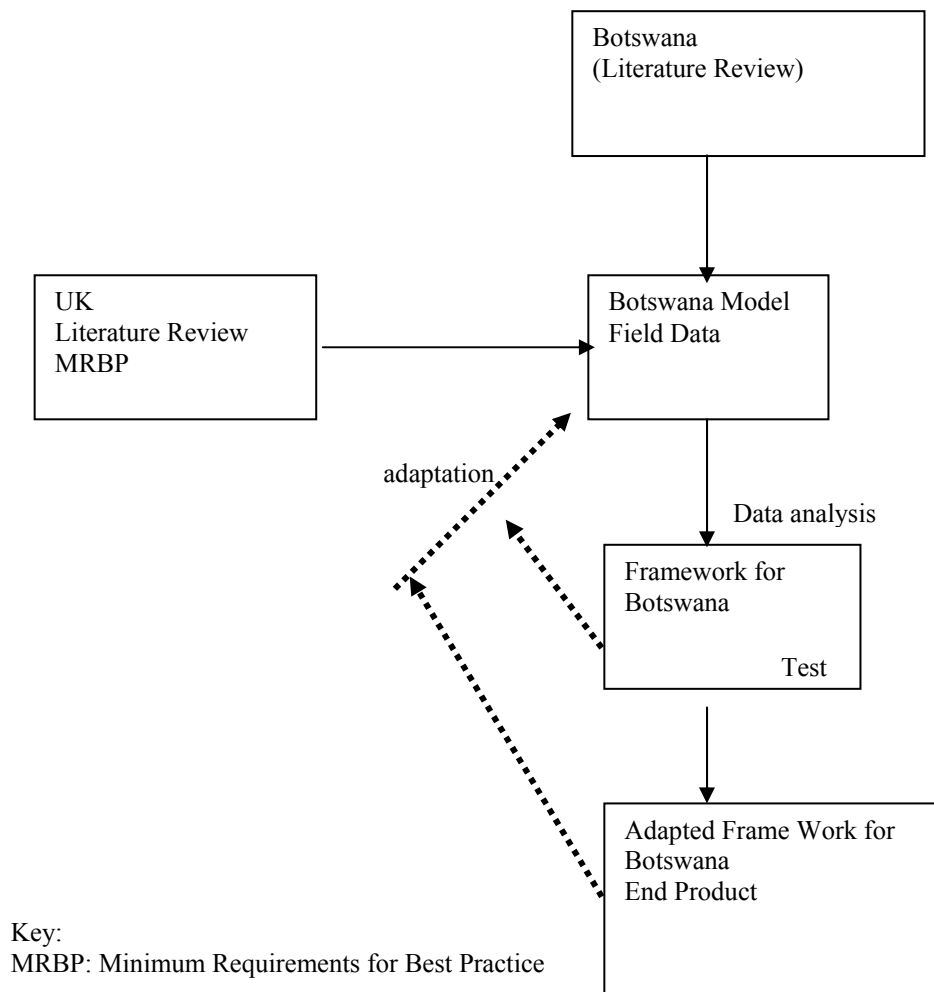 Botswana
(Literature Review)
UK
Literature Review
MRBP
Botswana Model
Field Data
adaptation
Data analysis
Framework for
Botswana
Test
Adapted Frame Work for
Botswana
End Product
Key:
MRBP: Minimum Requirements for Best Practice